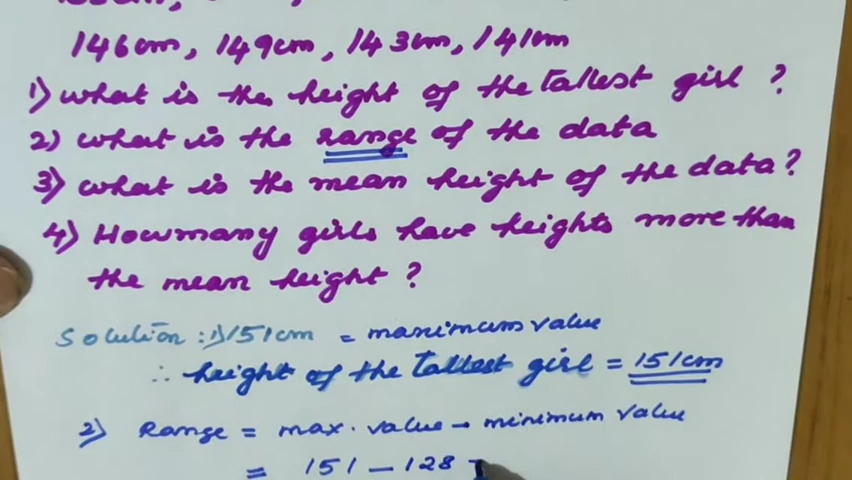 146cm, 149cm, 143cm, 141cm
1) what is the height of the tallest girl ?
2) what is the range of the data
3) what is the mean height of the data?
4) Howmany girls have heights more than
the mean height ?
Solution : 1) 151cm = maximum value
∴ height of the tallest girl = 151cm
2) Range = max. value - minimum value
= 151 - 128 =